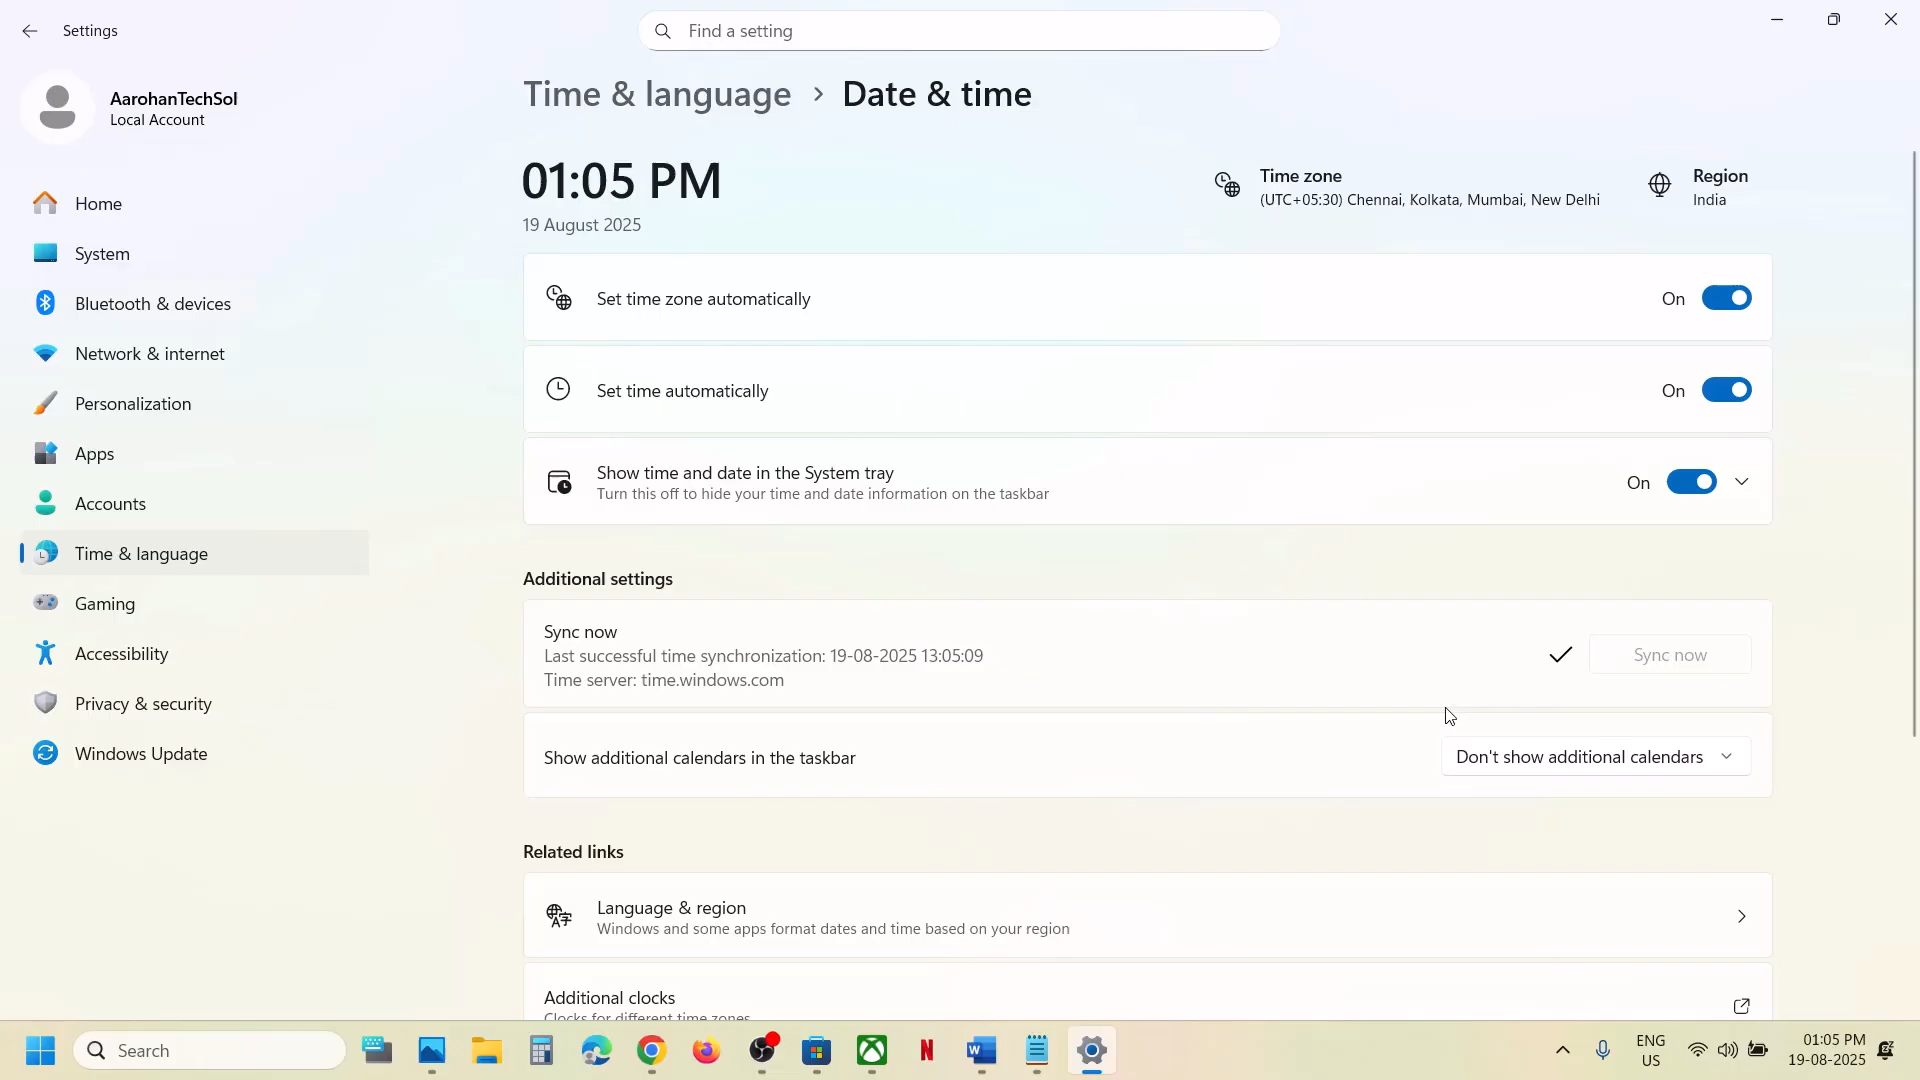 Settings
Find a setting
AarohanTechSol
Local Account
Home
System
Bluetooth & devices
Network & internet
Personalization
Apps
Accounts
Time & language
Gaming
Accessibility
Privacy & security
Windows Update
Time & language > Date & time
01:05 PM
19 August 2025
Time zone
(UTC+05:30) Chennai, Kolkata, Mumbai, New Delhi
Region
India
Set time zone automatically
On
Set time automatically
On
Show time and date in the System tray
Turn this off to hide your time and date information on the taskbar
On
Additional settings
Sync now
Last successful time synchronization: 19-08-2025 13:05:09
Time server: time.windows.com
Sync now
Show additional calendars in the taskbar
Don't show additional calendars
Related links
Language & region
Windows and some apps format dates and time based on your region
Additional clocks
Clocks for different time zones
Search
ENG
US
01:05 PM
19-08-2025